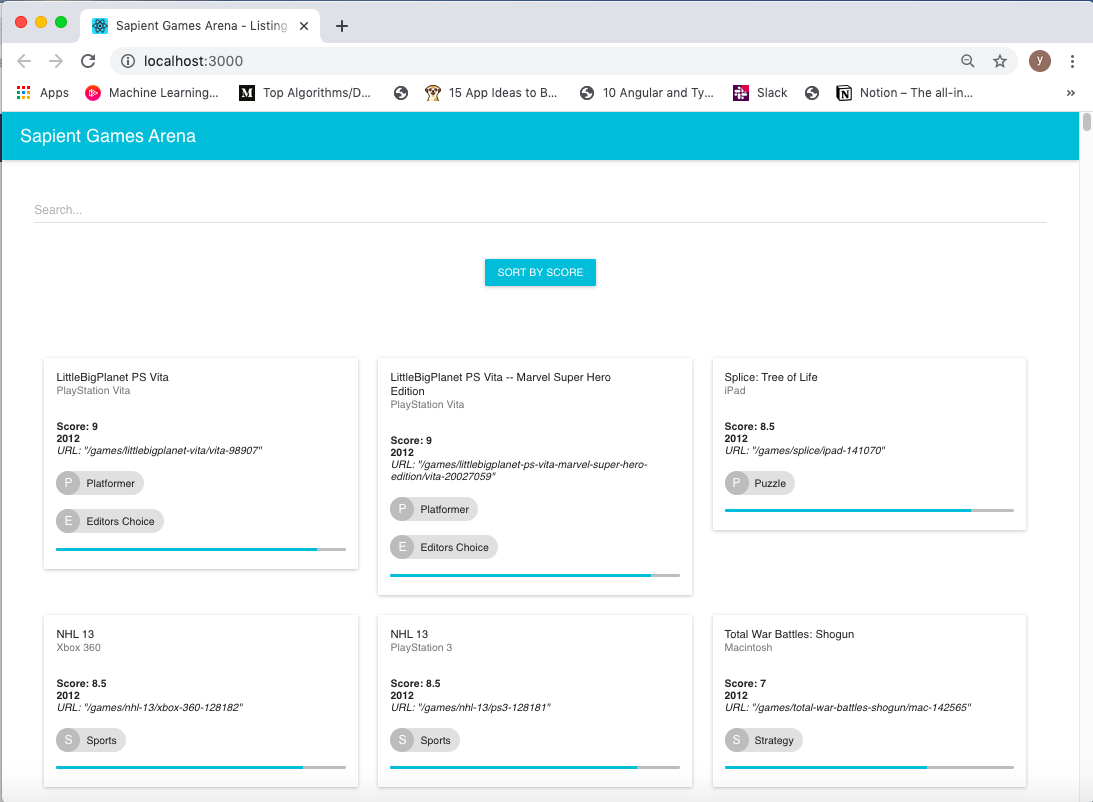 Sapient Games Arena - Listing
localhost:3000
y
Apps
Machine Learning...
M
Top Algorithms/D...
15 App Ideas to B...
10 Angular and Ty...
Slack
N
Notion – The all-in...
»
Sapient Games Arena
Search...
SORT BY SCORE
LittleBigPlanet PS Vita
PlayStation Vita
Score: 9
2012
URL: "/games/littlebigplanet-vita/vita-98907"
P Platformer
E Editors Choice
LittleBigPlanet PS Vita -- Marvel Super Hero
Edition
PlayStation Vita
Score: 9
2012
URL: "/games/littlebigplanet-ps-vita-marvel-super-hero-
edition/vita-20027059"
P Platformer
E Editors Choice
Splice: Tree of Life
iPad
Score: 8.5
2012
URL: "/games/splice/ipad-141070"
P Puzzle
NHL 13
Xbox 360
Score: 8.5
2012
URL: "/games/nhl-13/xbox-360-128182"
S Sports
NHL 13
PlayStation 3
Score: 8.5
2012
URL: "/games/nhl-13/ps3-128181"
S Sports
Total War Battles: Shogun
Macintosh
Score: 7
2012
URL: "/games/total-war-battles-shogun/mac-142565"
S Strategy